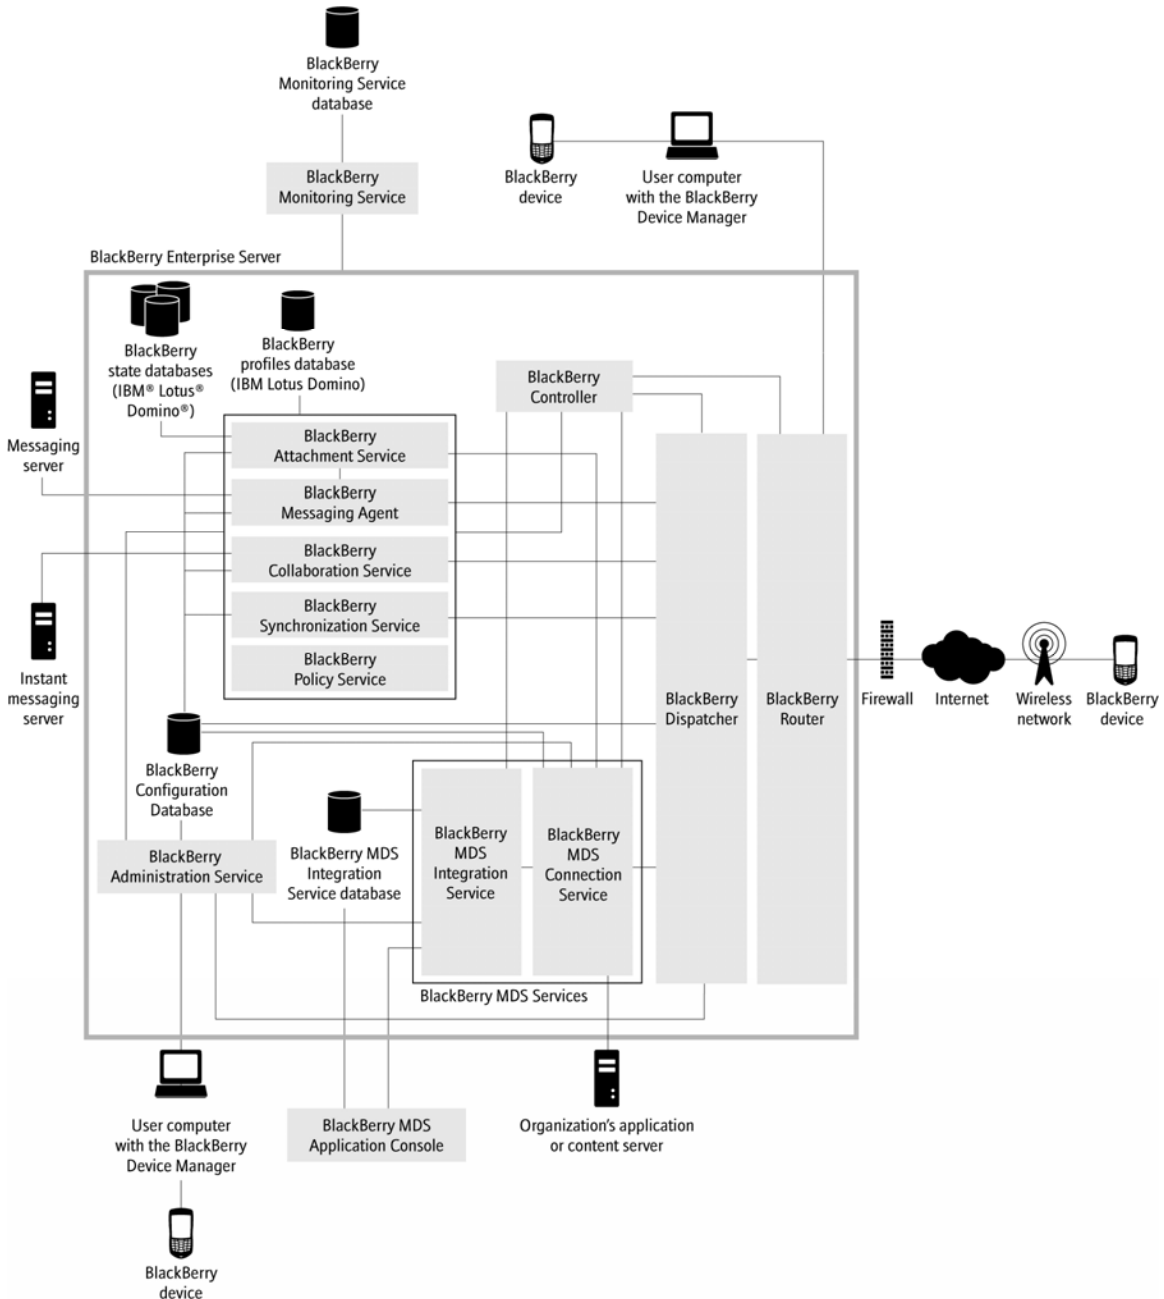 BlackBerry
Monitoring Service
database
BlackBerry
device
User computer
with the BlackBerry
Device Manager
BlackBerry
Monitoring Service
BlackBerry Enterprise Server
BlackBerry
state databases
(IBM® Lotus®
Domino®)
BlackBerry
profiles database
(IBM Lotus Domino)
BlackBerry
Controller
Messaging
server
BlackBerry
Attachment Service
BlackBerry
Messaging Agent
BlackBerry
Collaboration Service
BlackBerry
Synchronization Service
BlackBerry
Policy Service
Instant
messaging
server
BlackBerry
Dispatcher
BlackBerry
Router
Firewall
Internet
Wireless
network
BlackBerry
device
BlackBerry
Configuration
Database
BlackBerry
Administration Service
BlackBerry MDS
Integration
Service database
BlackBerry
MDS
Integration
Service
BlackBerry
MDS
Connection
Service
BlackBerry MDS Services
User computer
with the BlackBerry
Device Manager
BlackBerry MDS
Application Console
Organization's application
or content server
BlackBerry
device